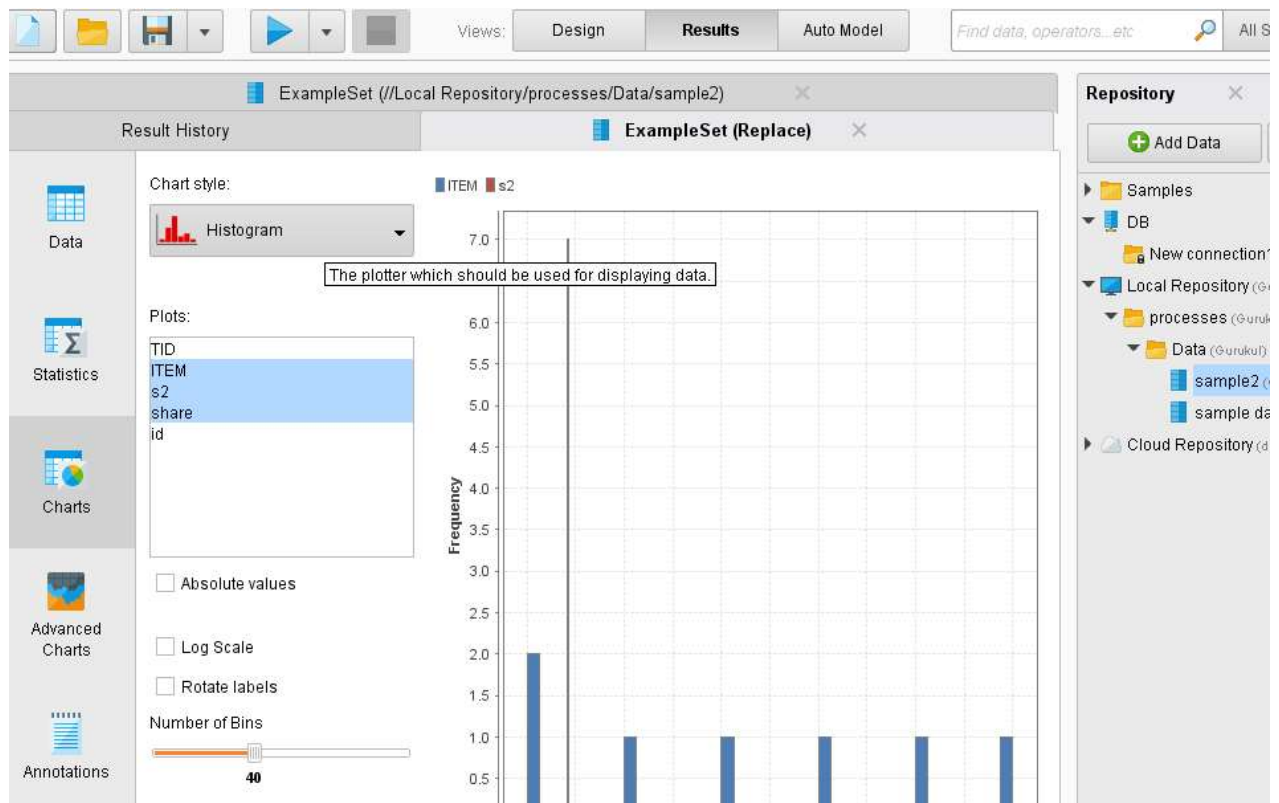 Views: Design Results Auto Model Find data, operators...etc All S
ExampleSet (//Local Repository/processes/Data/sample2)
Result History ExampleSet (Replace)
Data
Statistics
Charts
Advanced
Charts
Annotations
Chart style:
Histogram
The plotter which should be used for displaying data.
Plots:
TID
ITEM
s2
share
id
Absolute values
Log Scale
Rotate labels
Number of Bins
40
ITEM s2
Frequency
7.0
6.0
5.5
5.0
4.5
4.0
3.5
3.0
2.5
2.0
1.5
1.0
0.5
Repository
Add Data
Samples
DB
New connection1
Local Repository
processes
Data (Gurukul)
sample2
sample da
Cloud Repository